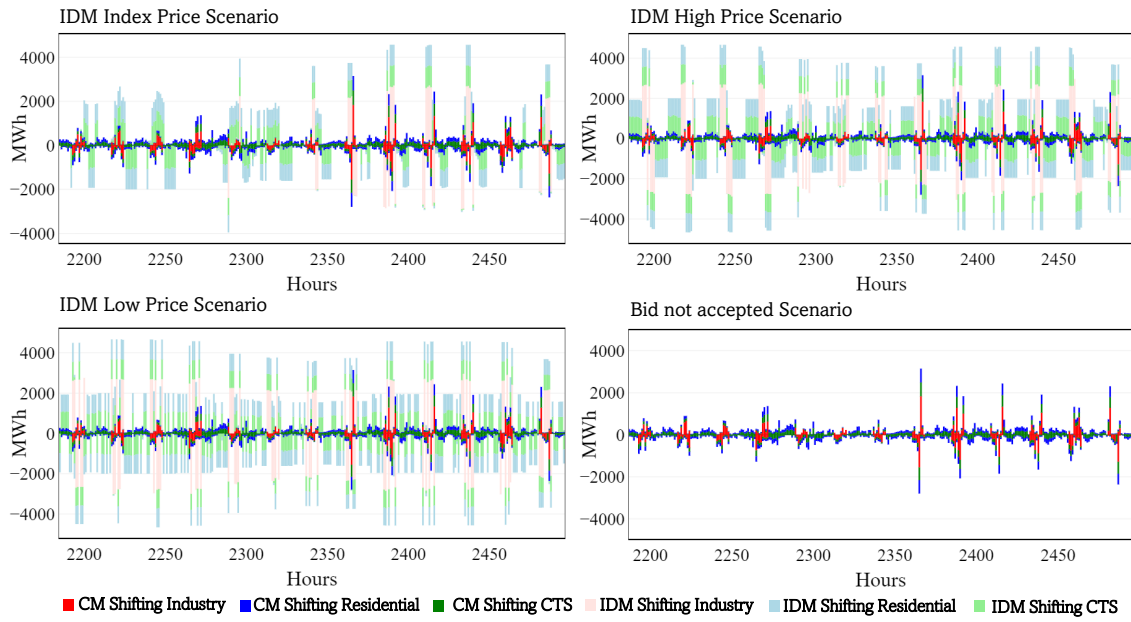 IDM Index Price Scenario
IDM High Price Scenario
MWh
4000
2000
0
−2000
−4000
2200 2250 2300 2350 2400 2450
Hours
MWh
4000
2000
0
−2000
−4000
2200 2250 2300 2350 2400 2450
Hours
IDM Low Price Scenario
Bid not accepted Scenario
MWh
4000
2000
0
−2000
−4000
2200 2250 2300 2350 2400 2450
Hours
MWh
4000
2000
0
−2000
−4000
2200 2250 2300 2350 2400 2450
Hours
CM Shifting Industry CM Shifting Residential CM Shifting CTS IDM Shifting Industry IDM Shifting Residential IDM Shifting CTS